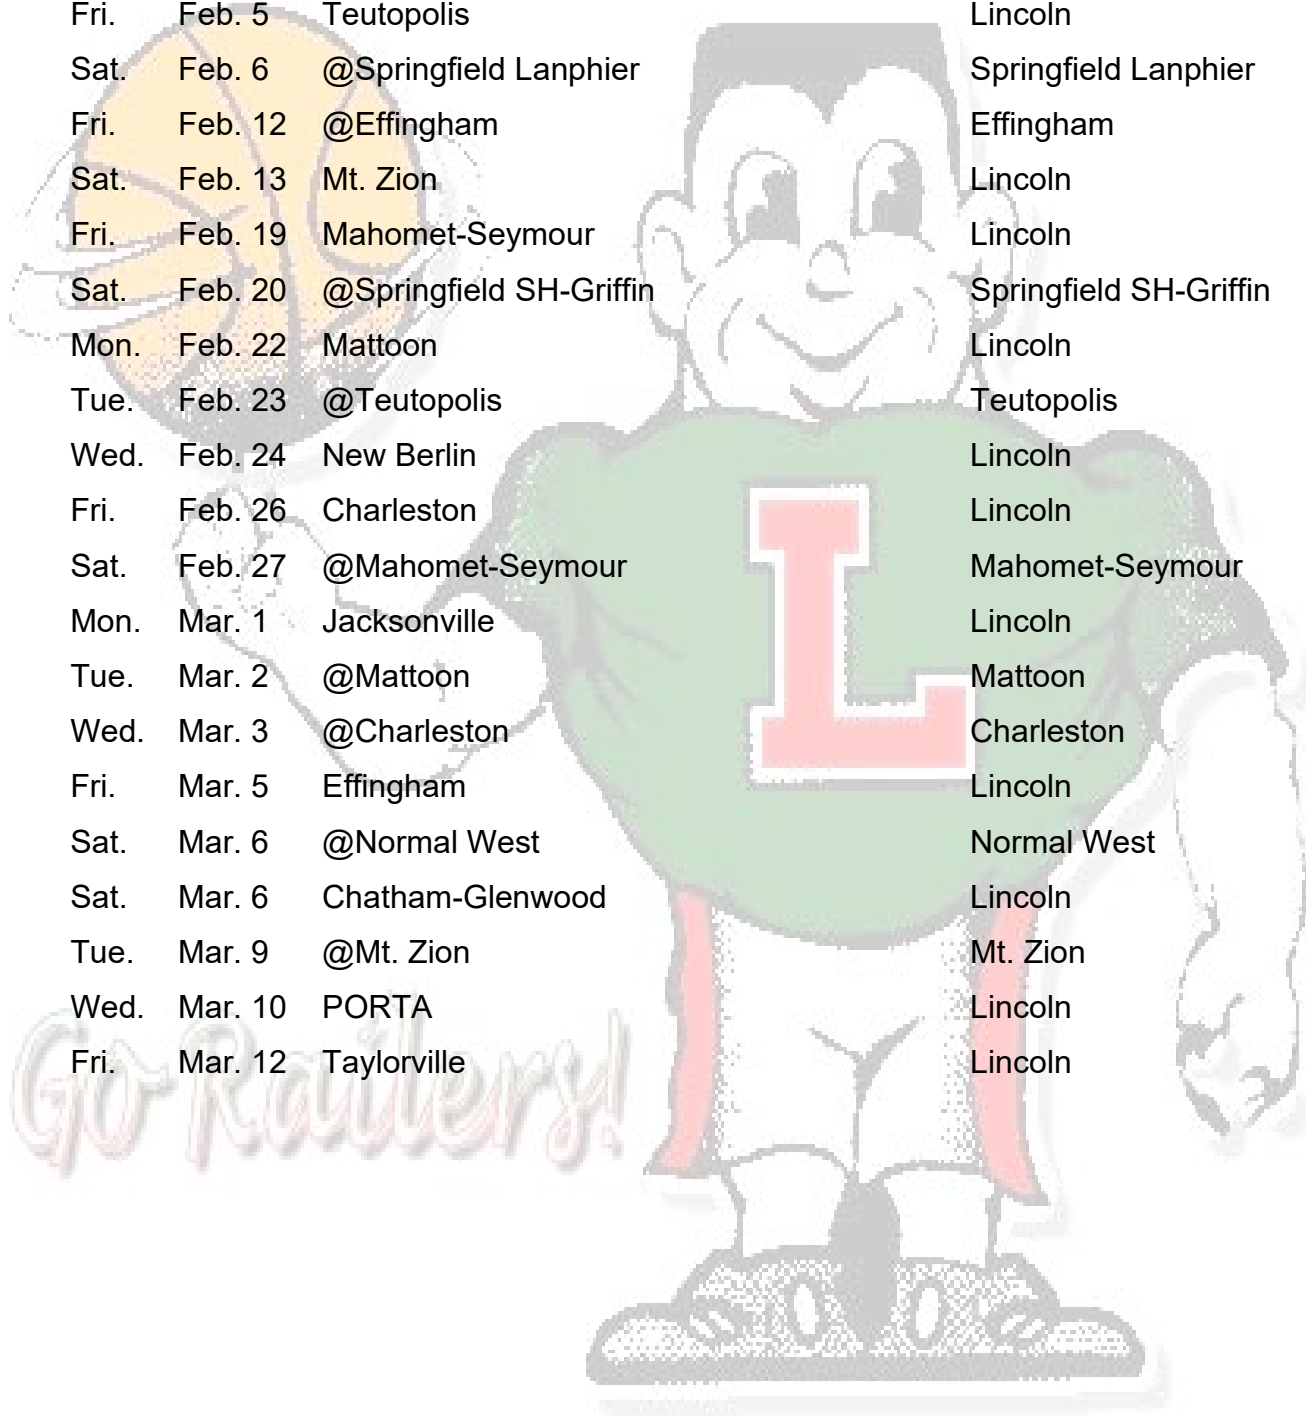 Fri. Feb. 5 Teutopolis Lincoln
Sat. Feb. 6 @Springfield Lanphier Springfield Lanphier
Fri. Feb. 12 @Effingham Effingham
Sat. Feb. 13 Mt. Zion Lincoln
Fri. Feb. 19 Mahomet-Seymour Lincoln
Sat. Feb. 20 @Springfield SH-Griffin Springfield SH-Griffin
Mon. Feb. 22 Mattoon Lincoln
Tue. Feb. 23 @Teutopolis Teutopolis
Wed. Feb. 24 New Berlin Lincoln
Fri. Feb. 26 Charleston Lincoln
Sat. Feb. 27 @Mahomet-Seymour Mahomet-Seymour
Mon. Mar. 1 Jacksonville Lincoln
Tue. Mar. 2 @Mattoon Mattoon
Wed. Mar. 3 @Charleston Charleston
Fri. Mar. 5 Effingham Lincoln
Sat. Mar. 6 @Normal West Normal West
Sat. Mar. 6 Chatham-Glenwood Lincoln
Tue. Mar. 9 @Mt. Zion Mt. Zion
Wed. Mar. 10 PORTA Lincoln
Fri. Mar. 12 Taylorville Lincoln
Go Railers!
L